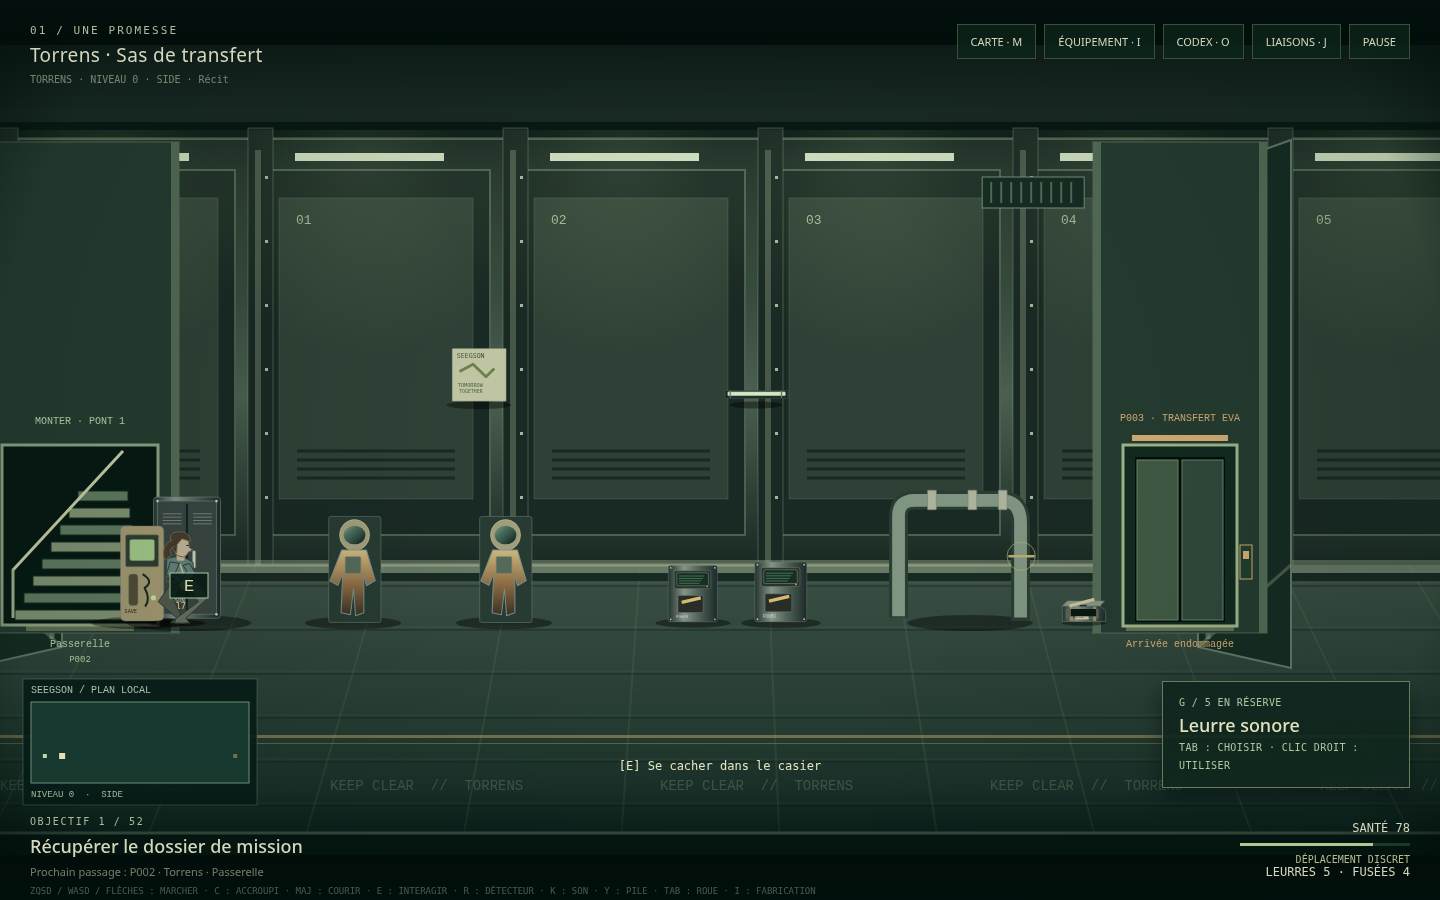 01 / UNE PROMESSE
Torrens · Sas de transfert
TORRENS · NIVEAU 0 · SIDE · Récit
CARTE · M
ÉQUIPEMENT · I
CODEX · O
LIAISONS · J
PAUSE
01
02
03
04
05
SEEGSON
TOMORROW
TOGETHER
MONTER · PONT 1
P003 · TRANSFERT EVA
E
SAVE
17
Passerelle
P002
Arrivée endommagée
SEEGSON / PLAN LOCAL
NIVEAU 0 · SIDE
G / 5 EN RÉSERVE
Leurre sonore
TAB : CHOISIR · CLIC DROIT :
UTILISER
[E] Se cacher dans le casier
KEEP CLEAR // TORRENS
KEEP CLEAR // TORRENS
KEEP CLEAR // TORRENS
OBJECTIF 1 / 52
Récupérer le dossier de mission
Prochain passage : P002 · Torrens · Passerelle
ZQSD / WASD / FLÈCHES : MARCHER · C : ACCROUPI · MAJ : COURIR · E : INTERAGIR · R : DÉTECTEUR · K : SON · Y : PILE · TAB : ROUE · I : FABRICATION
SANTÉ 78
DÉPLACEMENT DISCRET
LEURRES 5 · FUSÉES 4